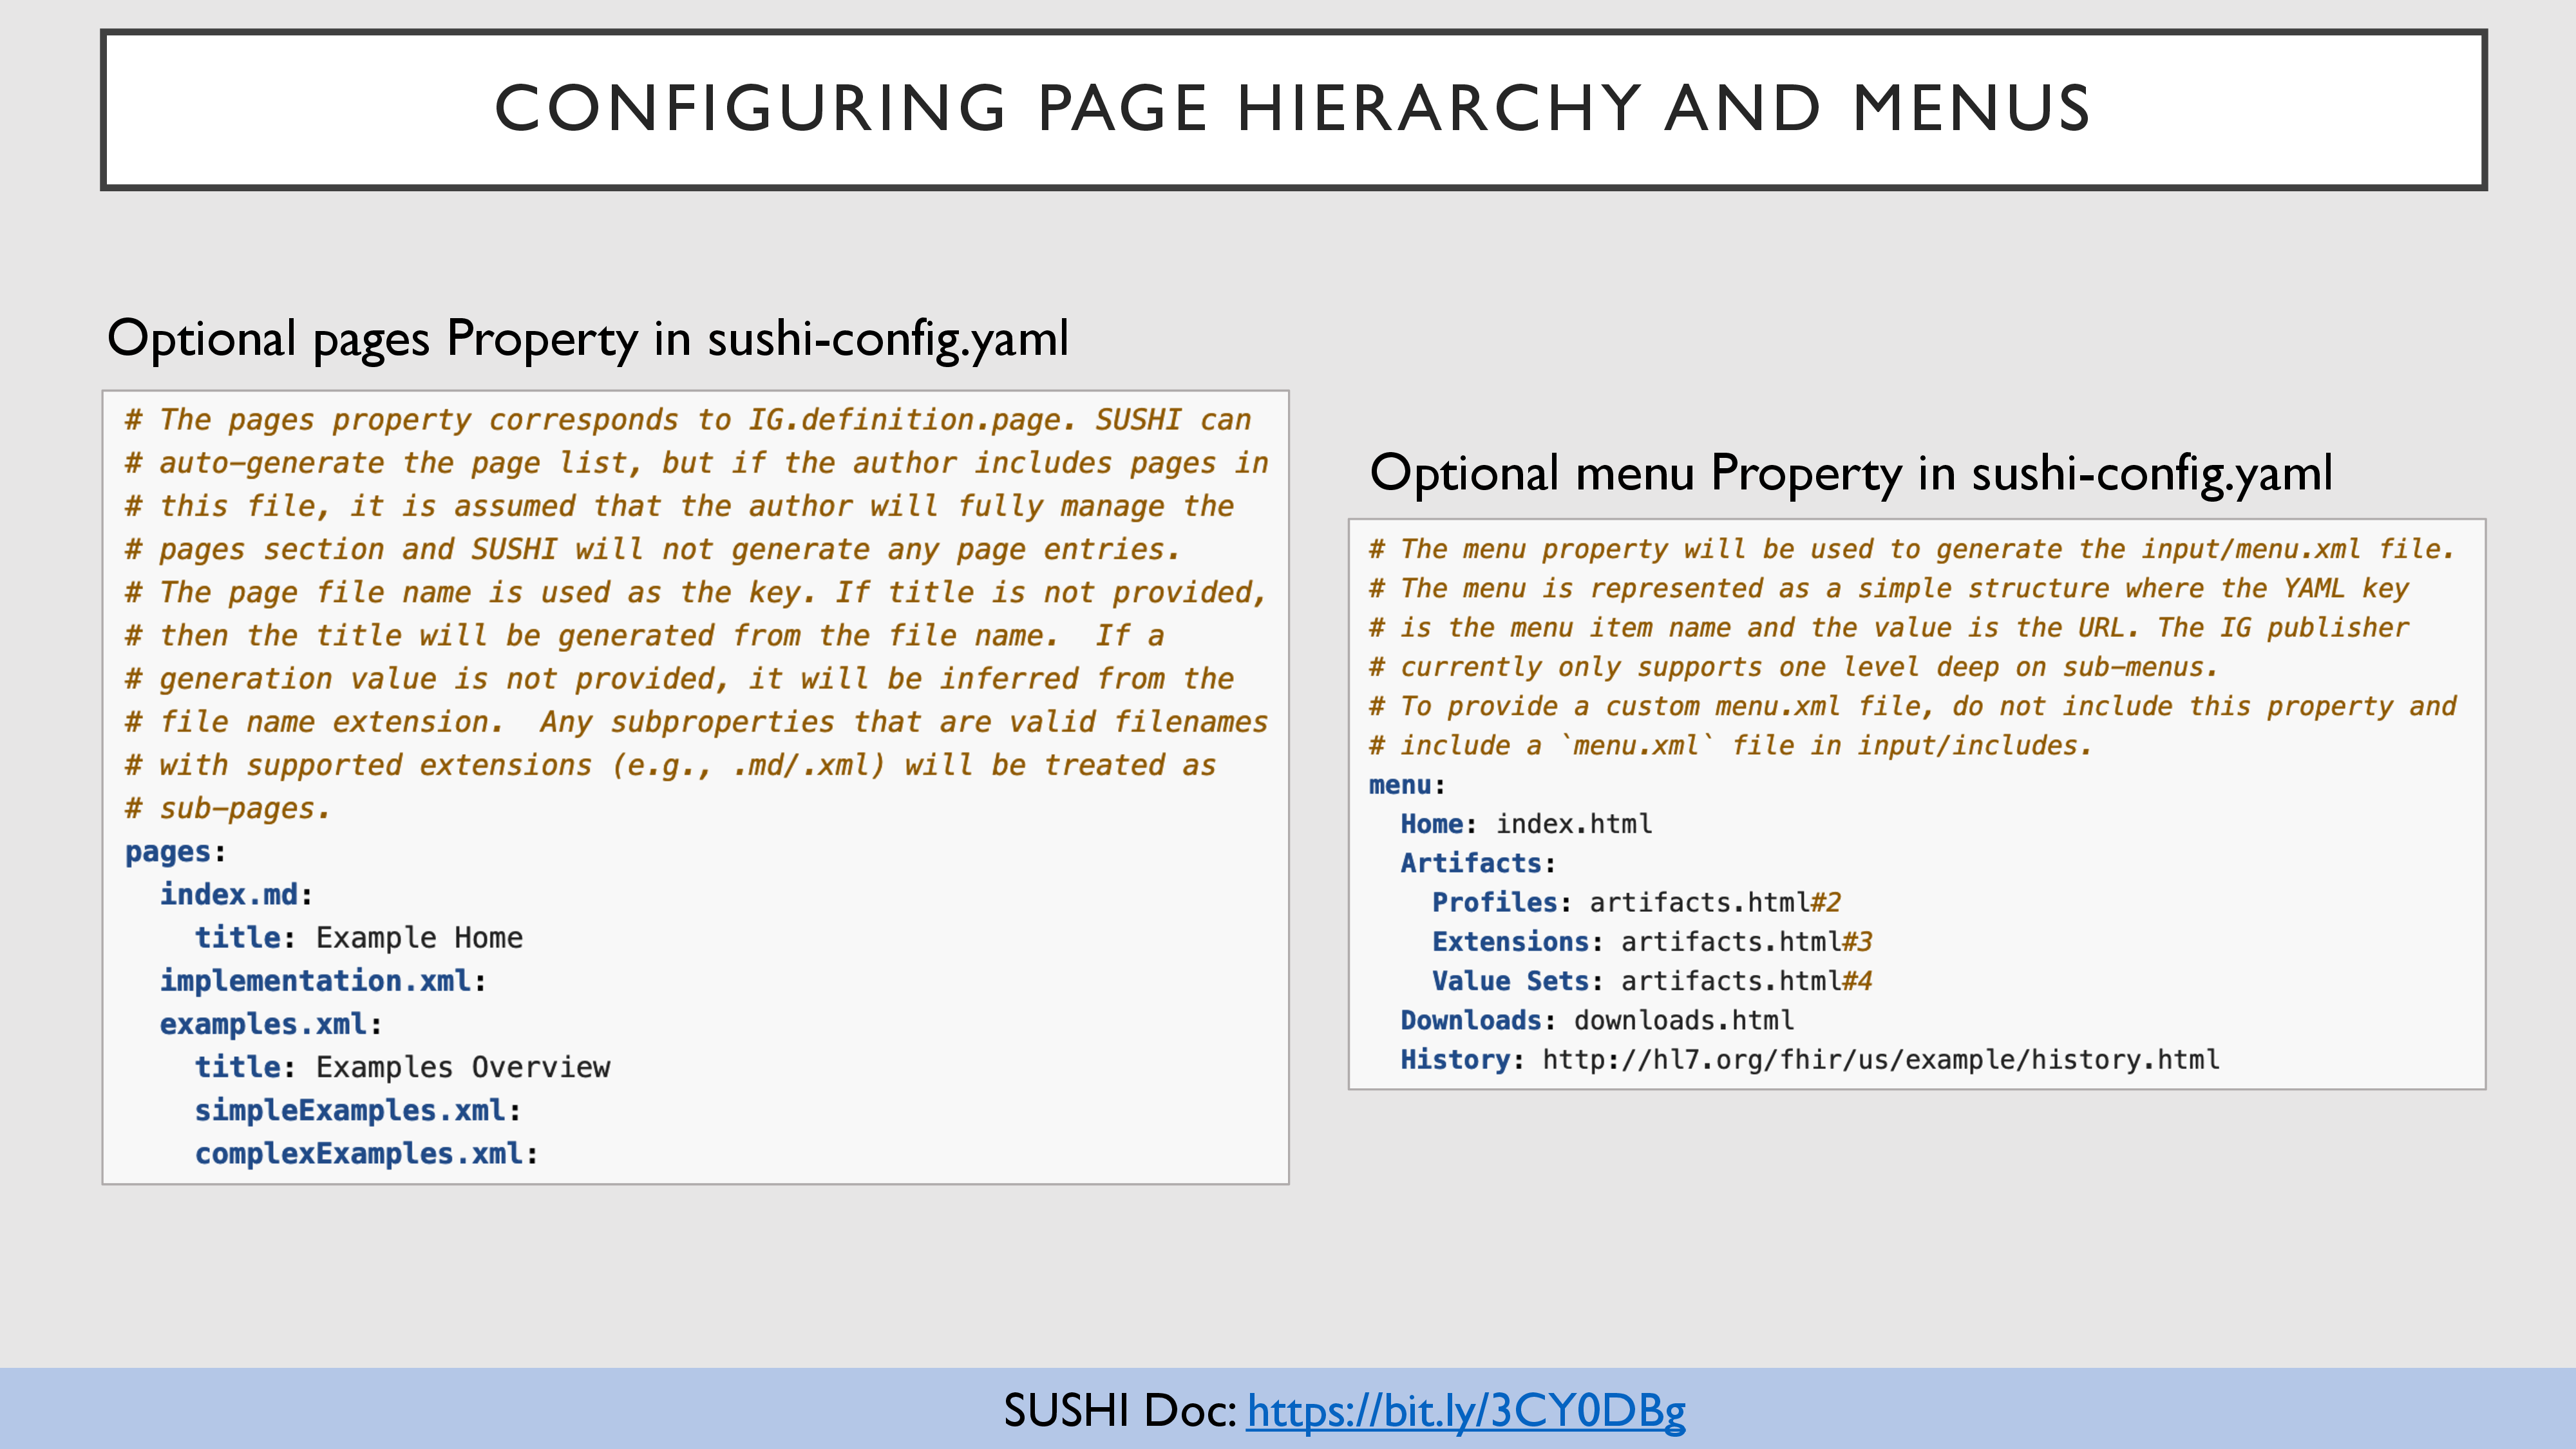 CONFIGURING PAGE HIERARCHY AND MENUS
Optional pages Property in sushi-config.yaml
# The pages property corresponds to IG.definition.page. SUSHI can
# auto-generate the page list, but if the author includes pages in
# this file, it is assumed that the author will fully manage the
# pages section and SUSHI will not generate any page entries.
# The page file name is used as the key. If title is not provided,
# then the title will be generated from the file name.  If a
# generation value is not provided, it will be inferred from the
# file name extension.  Any subproperties that are valid filenames
# with supported extensions (e.g., .md/.xml) will be treated as
# sub-pages.
pages:
  index.md:
    title: Example Home
  implementation.xml:
  examples.xml:
    title: Examples Overview
    simpleExamples.xml:
    complexExamples.xml:
Optional menu Property in sushi-config.yaml
# The menu property will be used to generate the input/menu.xml file.
# The menu is represented as a simple structure where the YAML key
# is the menu item name and the value is the URL. The IG publisher
# currently only supports one level deep on sub-menus.
# To provide a custom menu.xml file, do not include this property and
# include a `menu.xml` file in input/includes.
menu:
  Home: index.html
  Artifacts:
    Profiles: artifacts.html#2
    Extensions: artifacts.html#3
    Value Sets: artifacts.html#4
  Downloads: downloads.html
  History: http://hl7.org/fhir/us/example/history.html
SUSHI Doc: https://bit.ly/3CY0DBg